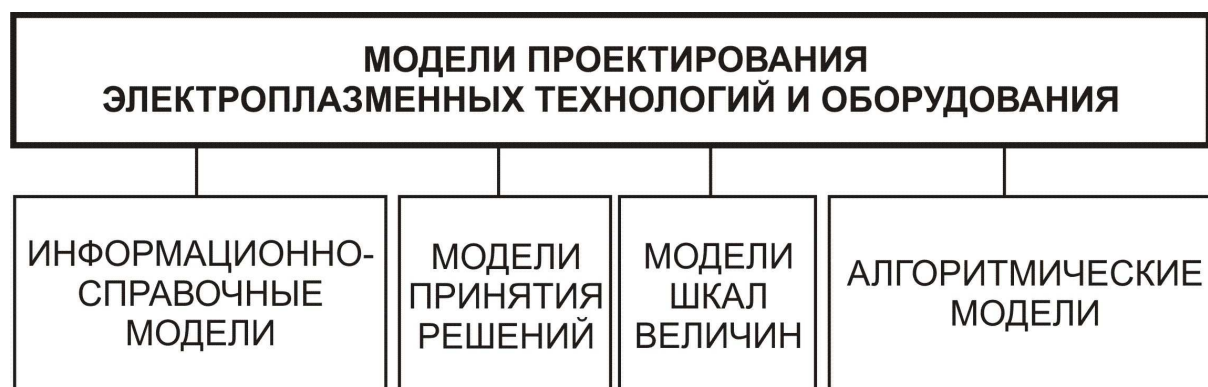 МОДЕЛИ ПРОЕКТИРОВАНИЯ
ЭЛЕКТРОПЛАЗМЕННЫХ ТЕХНОЛОГИЙ И ОБОРУДОВАНИЯ
ИНФОРМАЦИОННО-
СПРАВОЧНЫЕ
МОДЕЛИ
МОДЕЛИ
ПРИНЯТИЯ
РЕШЕНИЙ
МОДЕЛИ
ШКАЛ
ВЕЛИЧИН
АЛГОРИТМИЧЕСКИЕ
МОДЕЛИ